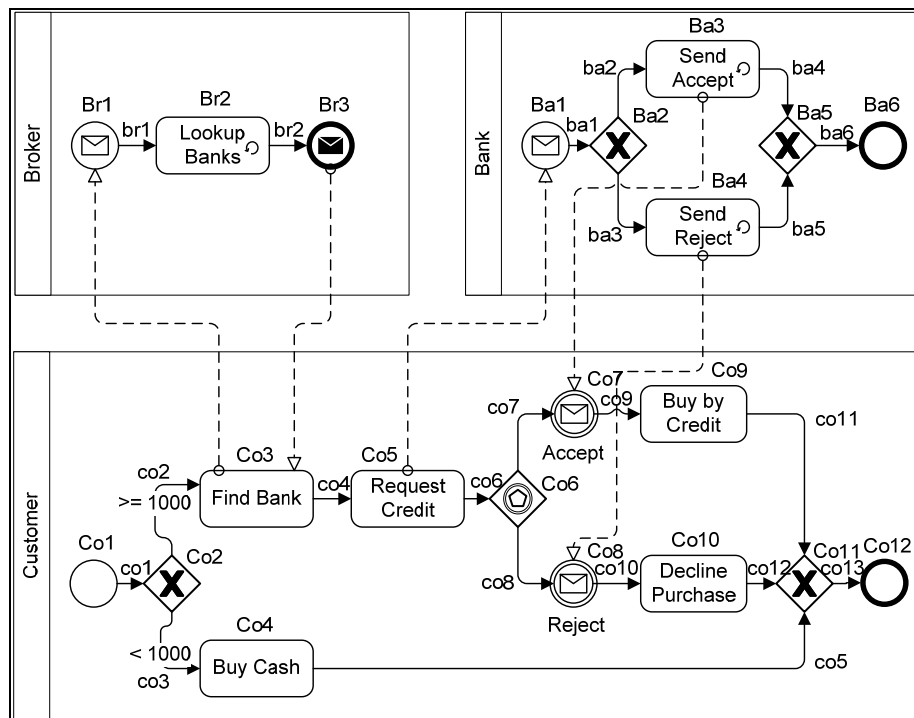 Broker
Br1
br1
Br2
Lookup
Banks
br2
Br3
Bank
Ba1
ba1
ba2
Ba2
ba3
Ba3
Send
Accept
Ba4
Send
Reject
ba4
Ba5
ba5
ba6
Ba6
Customer
Co1
co1
co2
>= 1000
Co2
< 1000
co3
Co3
Find Bank
Co4
Buy Cash
co4
Co5
Request
Credit
co6
Co6
co7
co8
Co7
co9
Accept
Co8
co10
Reject
Co9
Buy by
Credit
co11
Co10
Decline
Purchase
co12
Co11
co13
Co12
co5